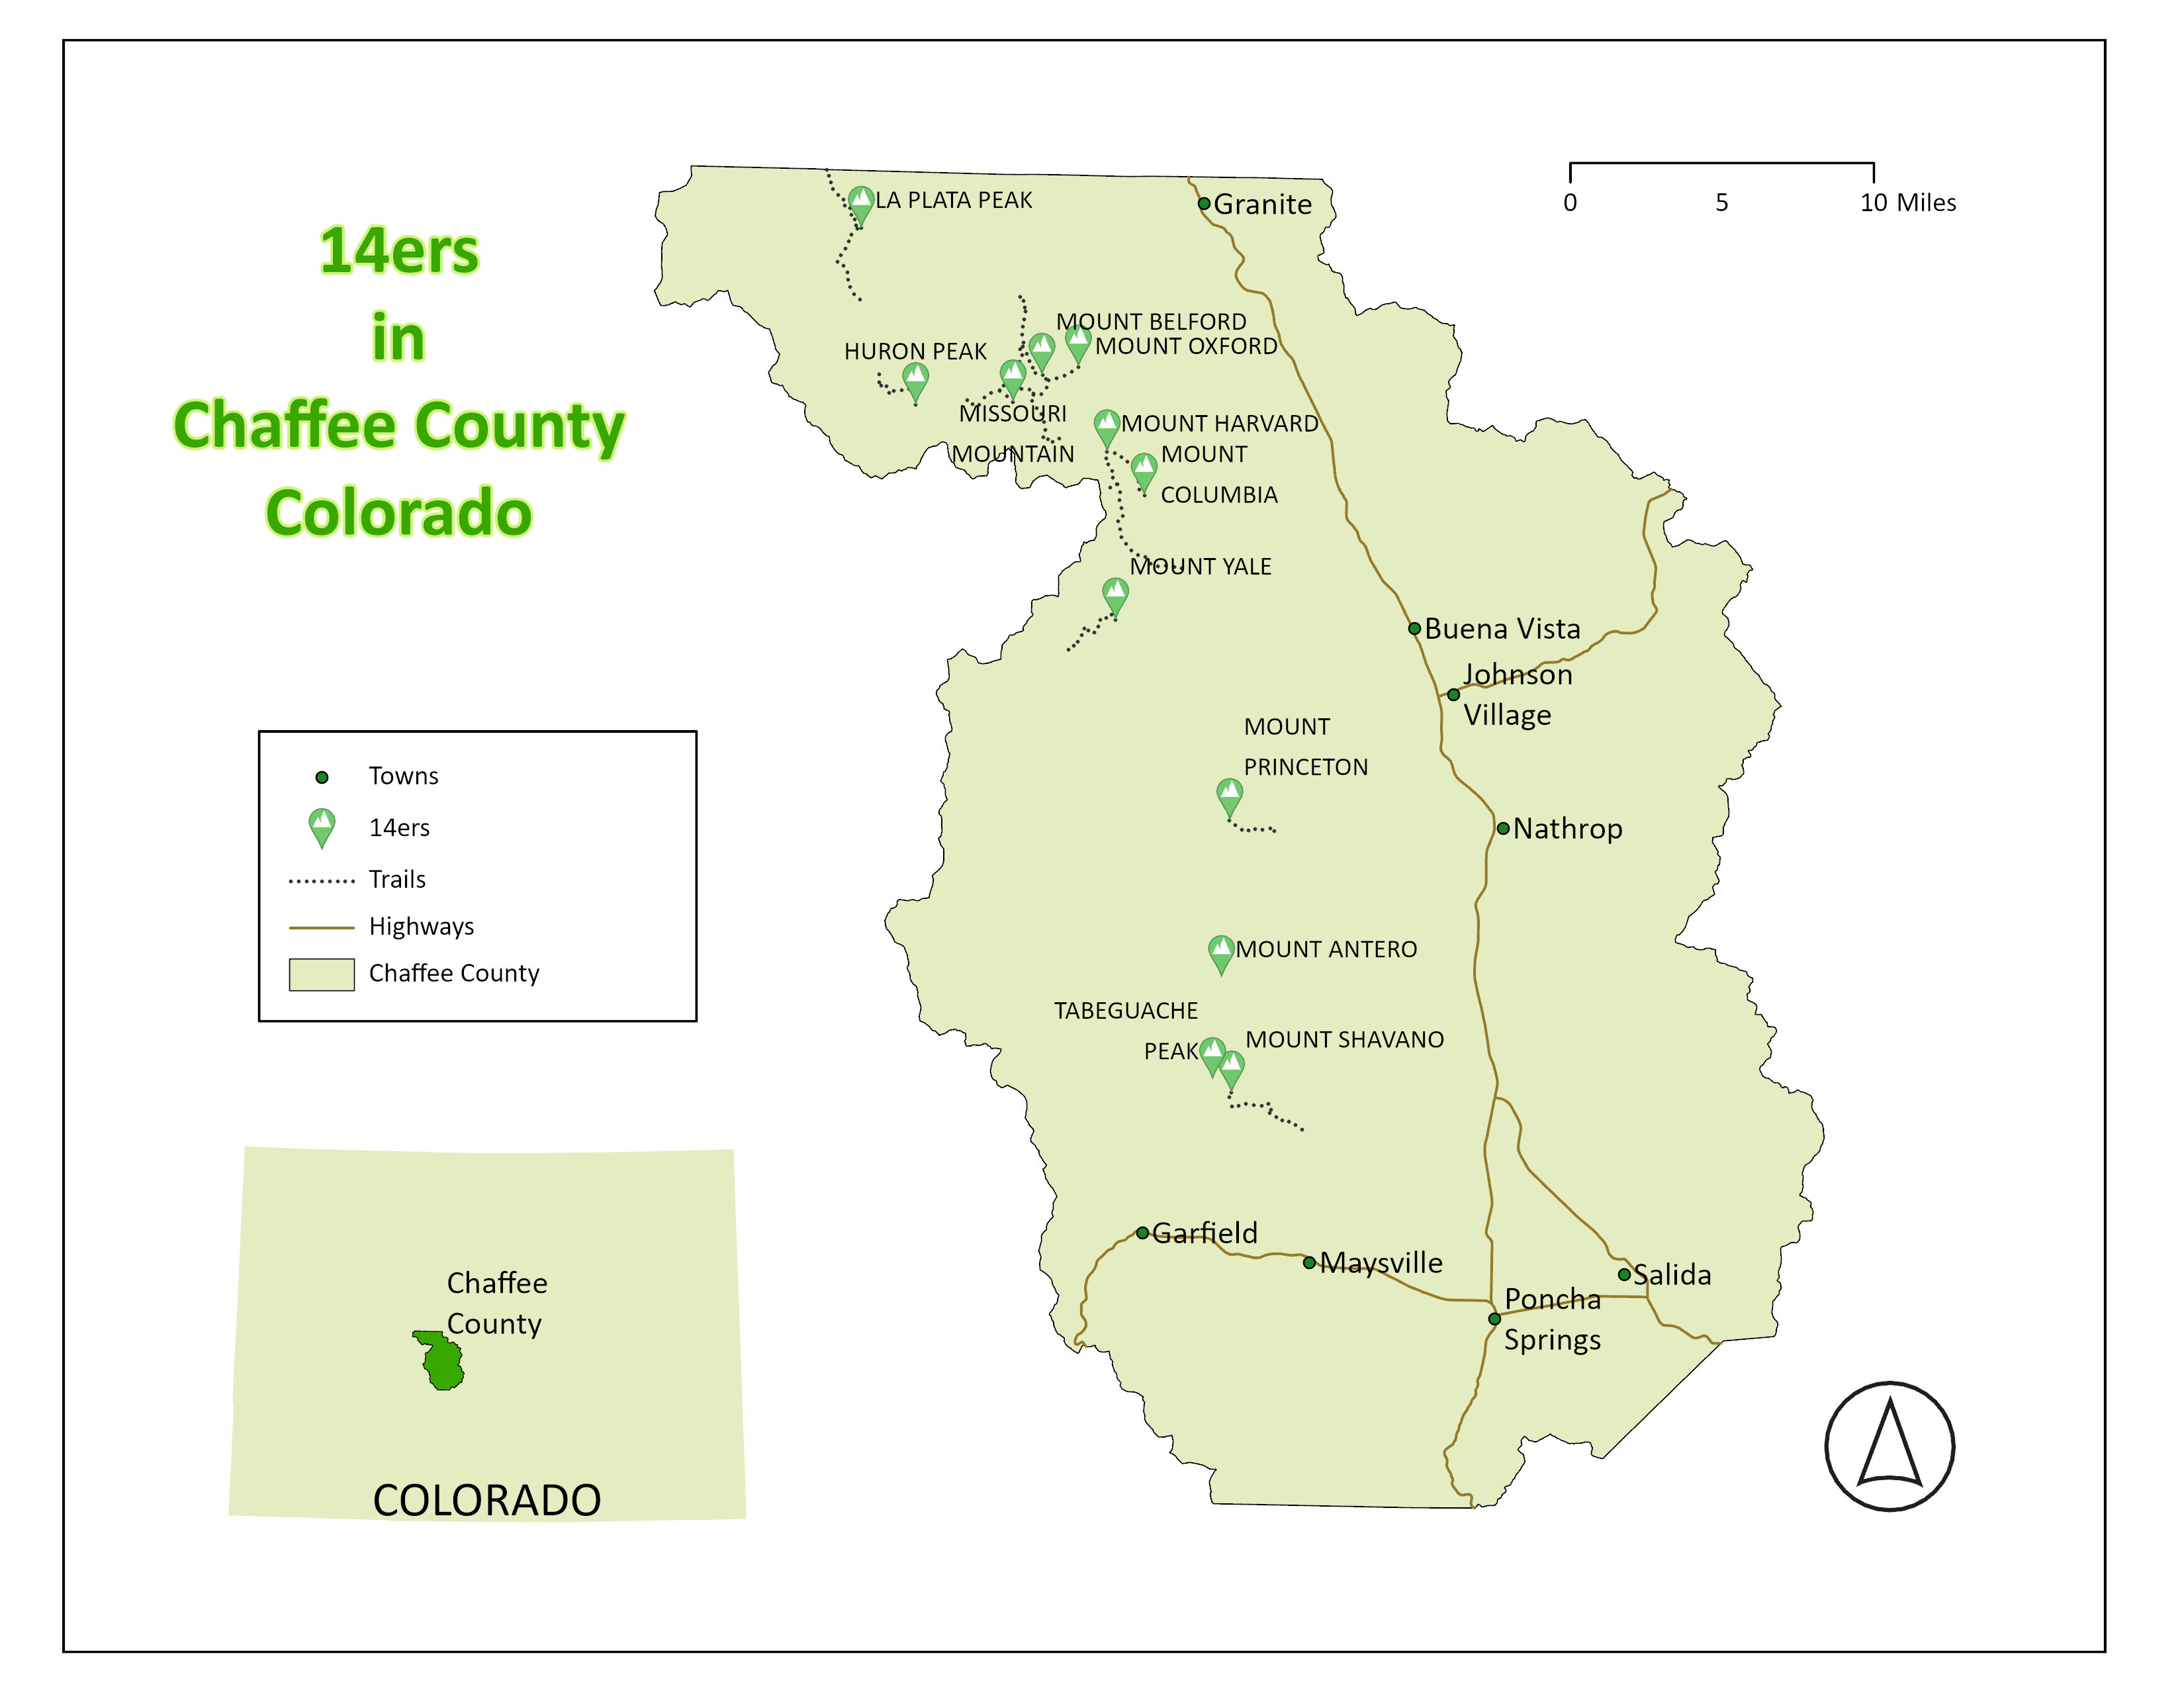 14ers
in
Chaffee County
Colorado
0 5 10 Miles
LA PLATA PEAK
Granite
MOUNT BELFORD
MOUNT OXFORD
HURON PEAK
MISSOURI
MOUNTAIN
MOUNT HARVARD
MOUNT
COLUMBIA
MOUNT YALE
Buena Vista
Johnson
Village
MOUNT
PRINCETON
Nathrop
MOUNT ANTERO
TABEGUACHE
PEAK
MOUNT SHAVANO
Garfield
Maysville
Salida
Poncha
Springs
Towns
14ers
Trails
Highways
Chaffee County
Chaffee
County
COLORADO